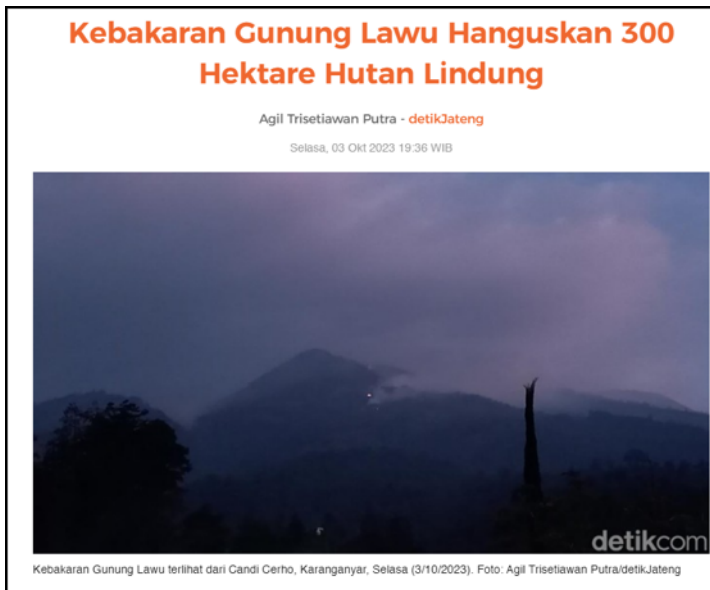 Kebakaran Gunung Lawu Hanguskan 300
Hektare Hutan Lindung
Agil Trisetiawan Putra - detikJateng
Selasa, 03 Okt 2023 19:36 WIB
detikcom
Kebakaran Gunung Lawu terlihat dari Candi Cerho, Karanganyar, Selasa (3/10/2023). Foto: Agil Trisetiawan Putra/detikJateng